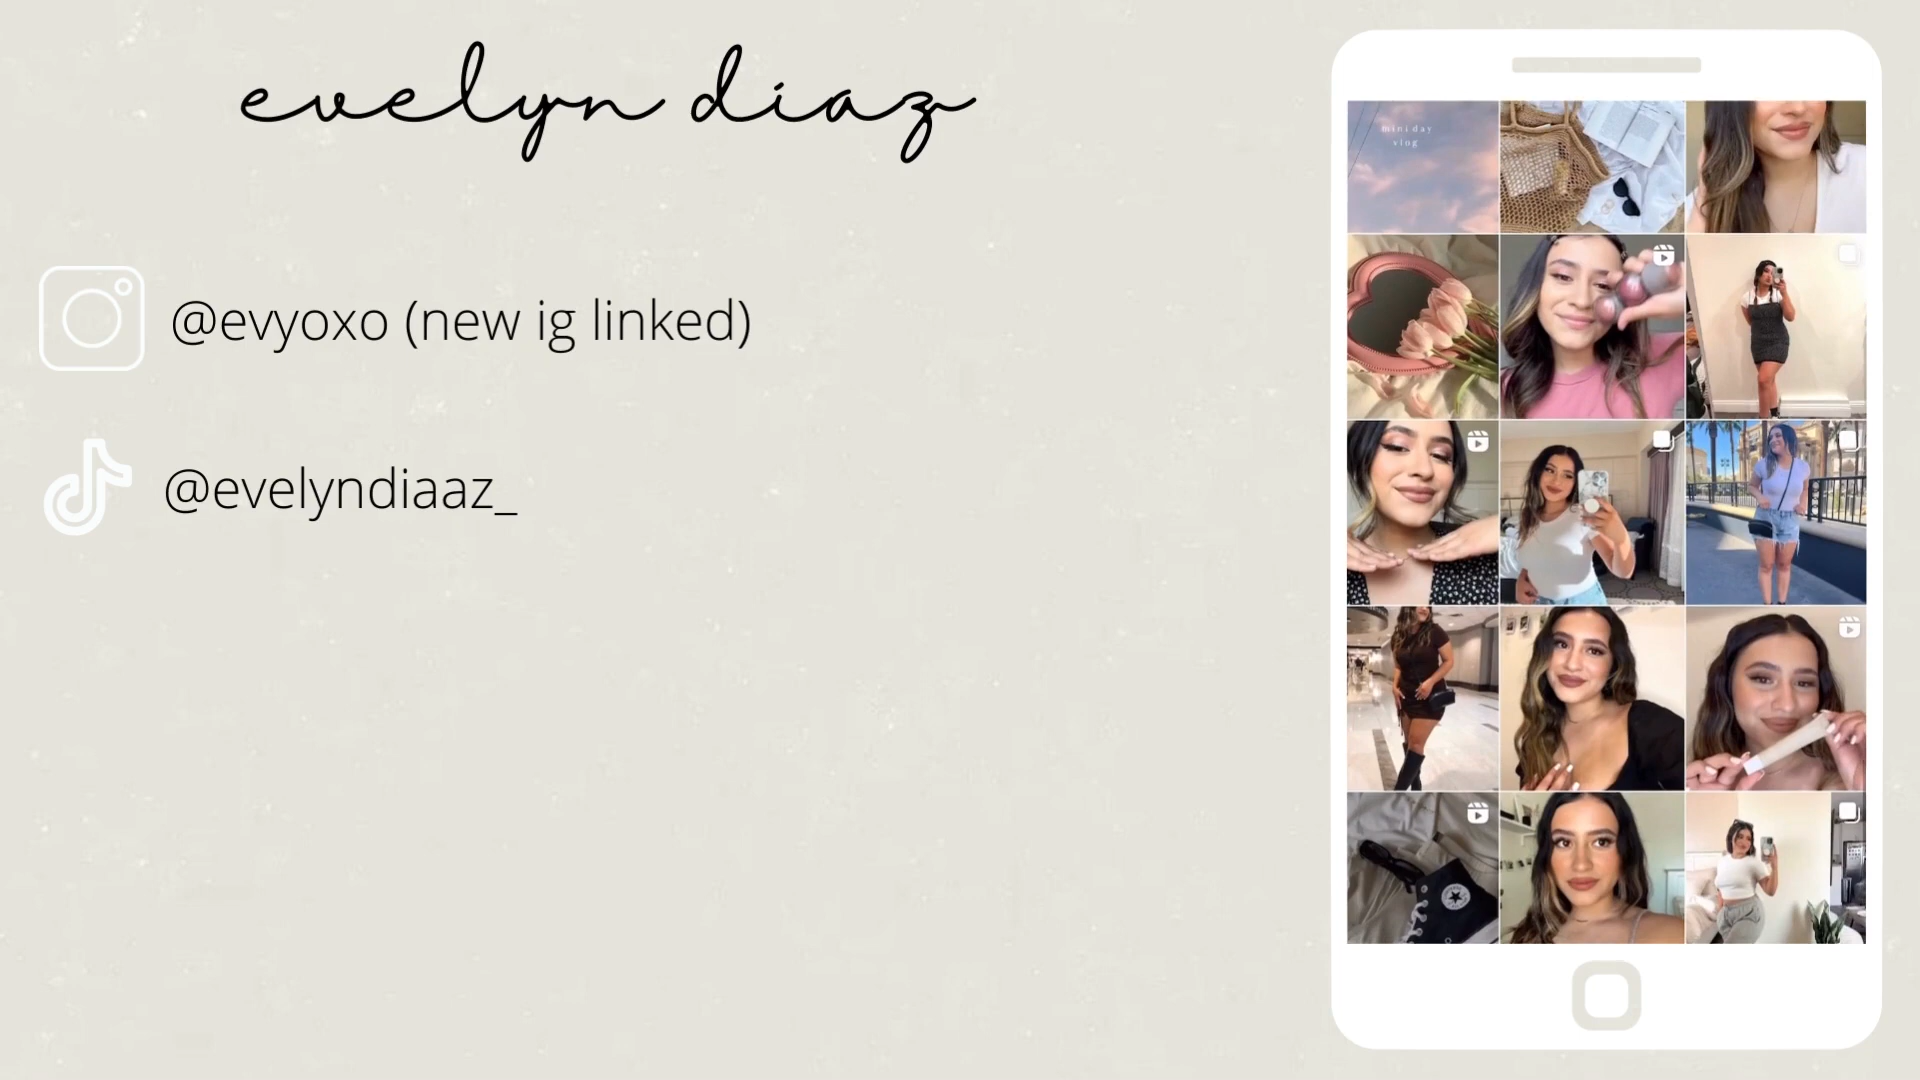 evelyn diaz
@evyoxo (new ig linked)
@evelyndiaaz_
mini day
vlog